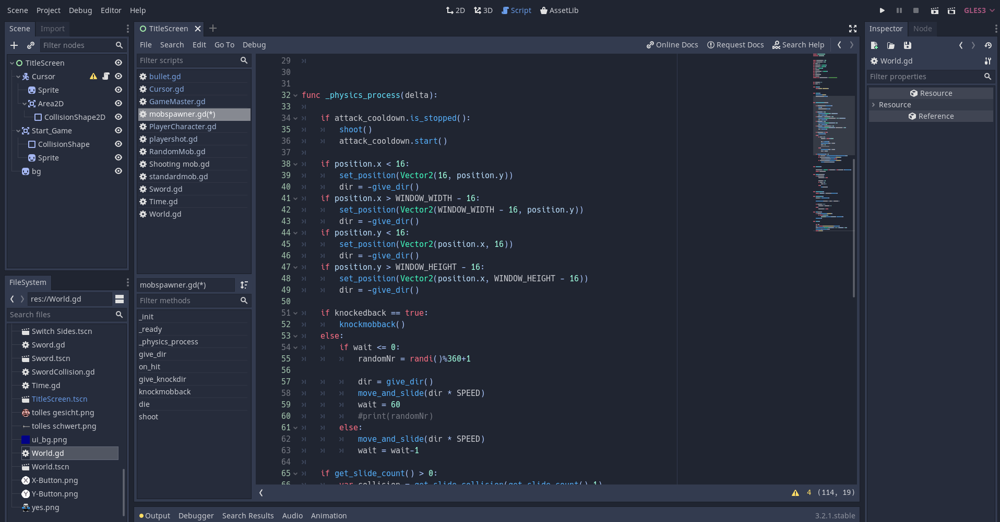 Scene Project Debug Editor Help
2D 3D Script AssetLib
GLES3
Scene Import
Filter nodes
TitleScreen
Cursor
Sprite
Area2D
CollisionShape2D
Start_Game
CollisionShape
Sprite
bg
FileSystem
res://World.gd
Search files
Switch Sides.tscn
Sword.gd
Sword.tscn
SwordCollision.gd
Time.gd
TitleScreen.tscn
tolles gesicht.png
tolles schwert.png
ui_bg.png
World.gd
World.tscn
X-Button.png
Y-Button.png
yes.png
TitleScreen
File Search Edit Go To Debug
Online Docs Request Docs Search Help
Filter scripts
bullet.gd
Cursor.gd
GameMaster.gd
mobspawner.gd(*)
PlayerCharacter.gd
playershot.gd
RandomMob.gd
Shooting mob.gd
standardmob.gd
Sword.gd
Time.gd
World.gd
mobspawner.gd(*)
Filter methods
_init
_ready
_physics_process
give_dir
on_hit
give_knockdir
knockmobback
die
shoot
29
30
31
32 func _physics_process(delta):
33
34 if attack_cooldown.is_stopped():
35 shoot()
36 attack_cooldown.start()
37
38 if position.x < 16:
39 set_position(Vector2(16, position.y))
40 dir = -give_dir()
41 if position.x > WINDOW_WIDTH - 16:
42 set_position(Vector2(WINDOW_WIDTH - 16, position.y))
43 dir = -give_dir()
44 if position.y < 16:
45 set_position(Vector2(position.x, 16))
46 dir = -give_dir()
47 if position.y > WINDOW_HEIGHT - 16:
48 set_position(Vector2(position.x, WINDOW_HEIGHT - 16))
49 dir = -give_dir()
50
51 if knockedback == true:
52 knockmobback()
53 else:
54 if wait <= 0:
55 randomNr = randi()%360+1
56
57 dir = give_dir()
58 move_and_slide(dir * SPEED)
59 wait = 60
60 #print(randomNr)
61 else:
62 move_and_slide(dir * SPEED)
63 wait = wait-1
64
65 if get_slide_count() > 0:
66 var collision = get_slide_collision(get_slide_count()-1)
4 (114, 19)
Output Debugger Search Results Audio Animation
3.2.1.stable
Inspector Node
World.gd
Filter properties
Resource
Resource
Reference